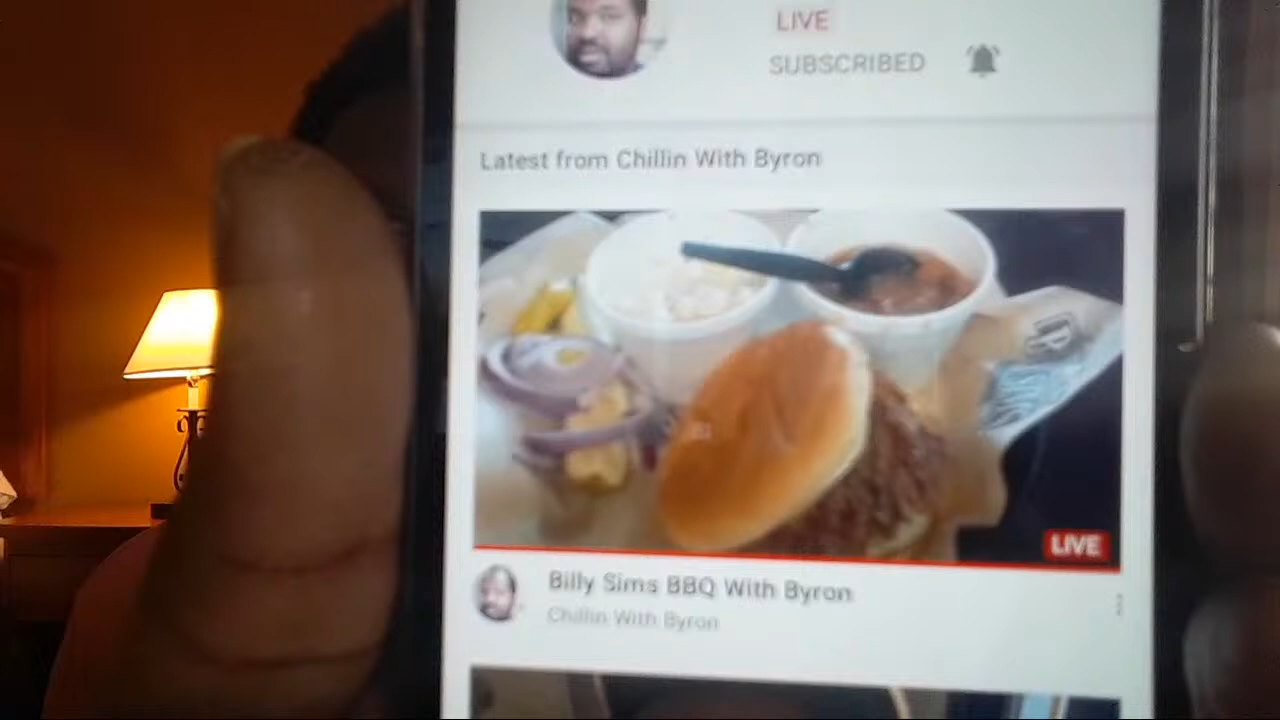 LIVE
SUBSCRIBED
Latest from Chillin With Byron
LIVE
Billy Sims BBQ With Byron
Chillin With Byron